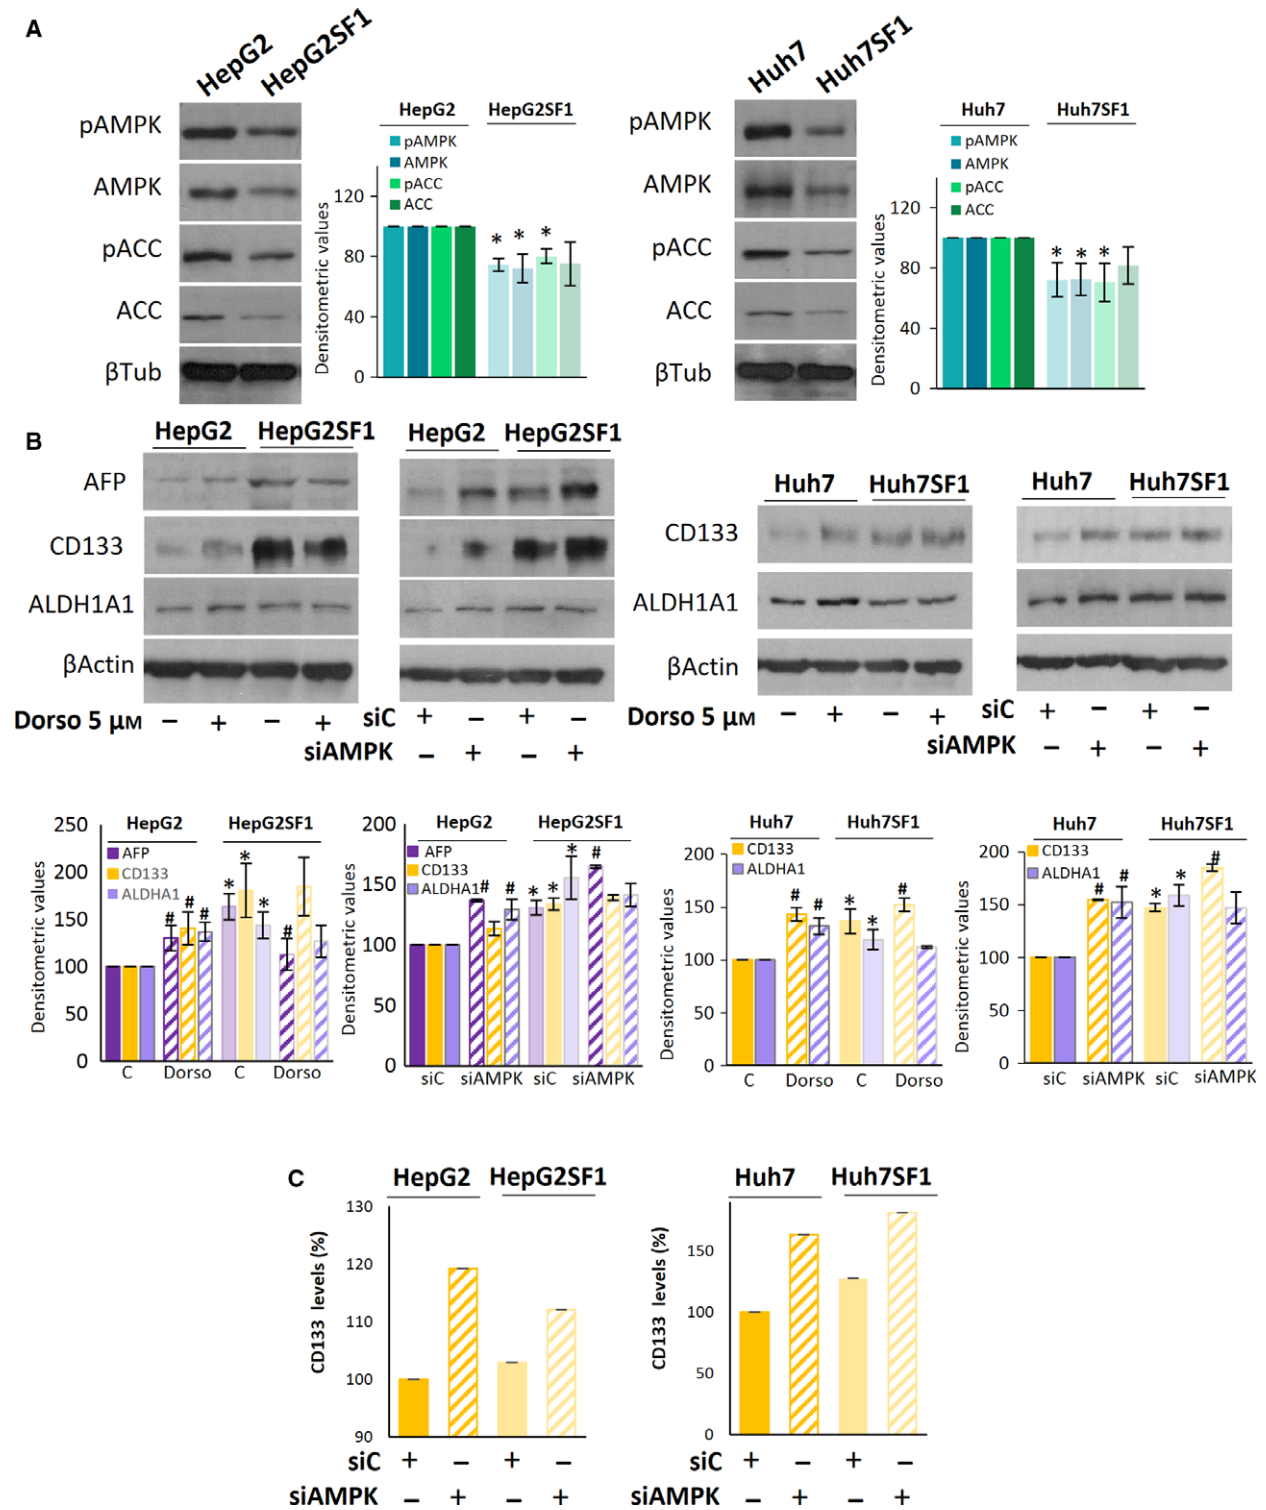 A
HepG2
HepG2SF1
pAMPK
AMPK
pACC
ACC
βTub
HepG2 HepG2SF1
pAMPK
AMPK
pACC
ACC
Densitometric values
120
80
40
0
* * *
Huh7
Huh7SF1
pAMPK
AMPK
pACC
ACC
βTub
Huh7 Huh7SF1
pAMPK
AMPK
pACC
ACC
Densitometric values
120
80
40
0
* * *
B
HepG2 HepG2SF1
AFP
CD133
ALDH1A1
βActin
Dorso 5 μM − + − +
HepG2 HepG2SF1
siC + − + −
siAMPK − + − +
Huh7 Huh7SF1
CD133
ALDH1A1
βActin
Dorso 5 μM − + − +
Huh7 Huh7SF1
siC + − + −
siAMPK − + − +
HepG2 HepG2SF1
AFP
CD133
ALDHA1
Densitometric values
250
200
150
100
50
0
# # # * * * #
C Dorso C Dorso
HepG2 HepG2SF1
AFP
CD133
ALDHA1
Densitometric values
200
150
100
50
0
# # * * * #
siC siAMPK siC siAMPK
Huh7 Huh7SF1
CD133
ALDHA1
Densitometric values
200
150
100
50
0
# # * * #
C Dorso C Dorso
Huh7 Huh7SF1
CD133
ALDHA1
Densitometric values
200
150
100
50
0
# # * * #
siC siAMPK siC siAMPK
C
HepG2 HepG2SF1
CD133 levels (%)
130
120
110
100
90
siC + − + −
siAMPK − + − +
Huh7 Huh7SF1
CD133 levels (%)
150
100
50
0
siC + − + −
siAMPK − + − +